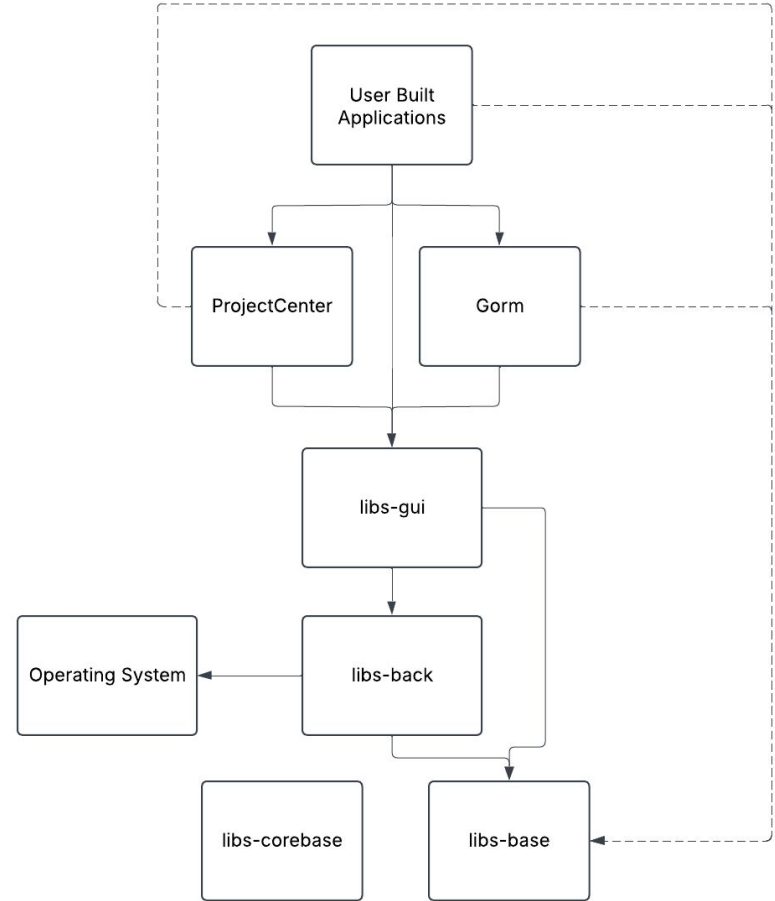 User Built
Applications
ProjectCenter
Gorm
libs-gui
Operating System
libs-back
libs-corebase
libs-base